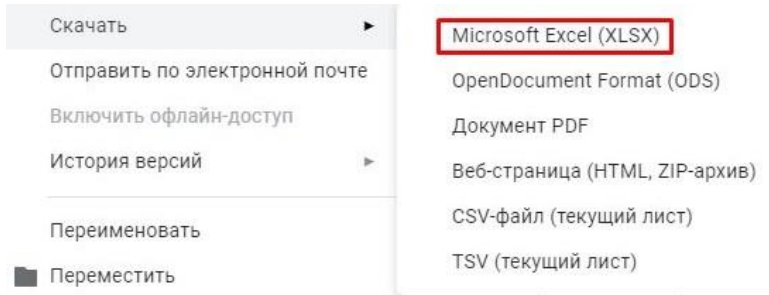 Скачать
Отправить по электронной почте
Включить офлайн-доступ
История версий
Переименовать
Переместить
Microsoft Excel (XLSX)
OpenDocument Format (ODS)
Документ PDF
Веб-страница (HTML, ZIP-архив)
CSV-файл (текущий лист)
TSV (текущий лист)